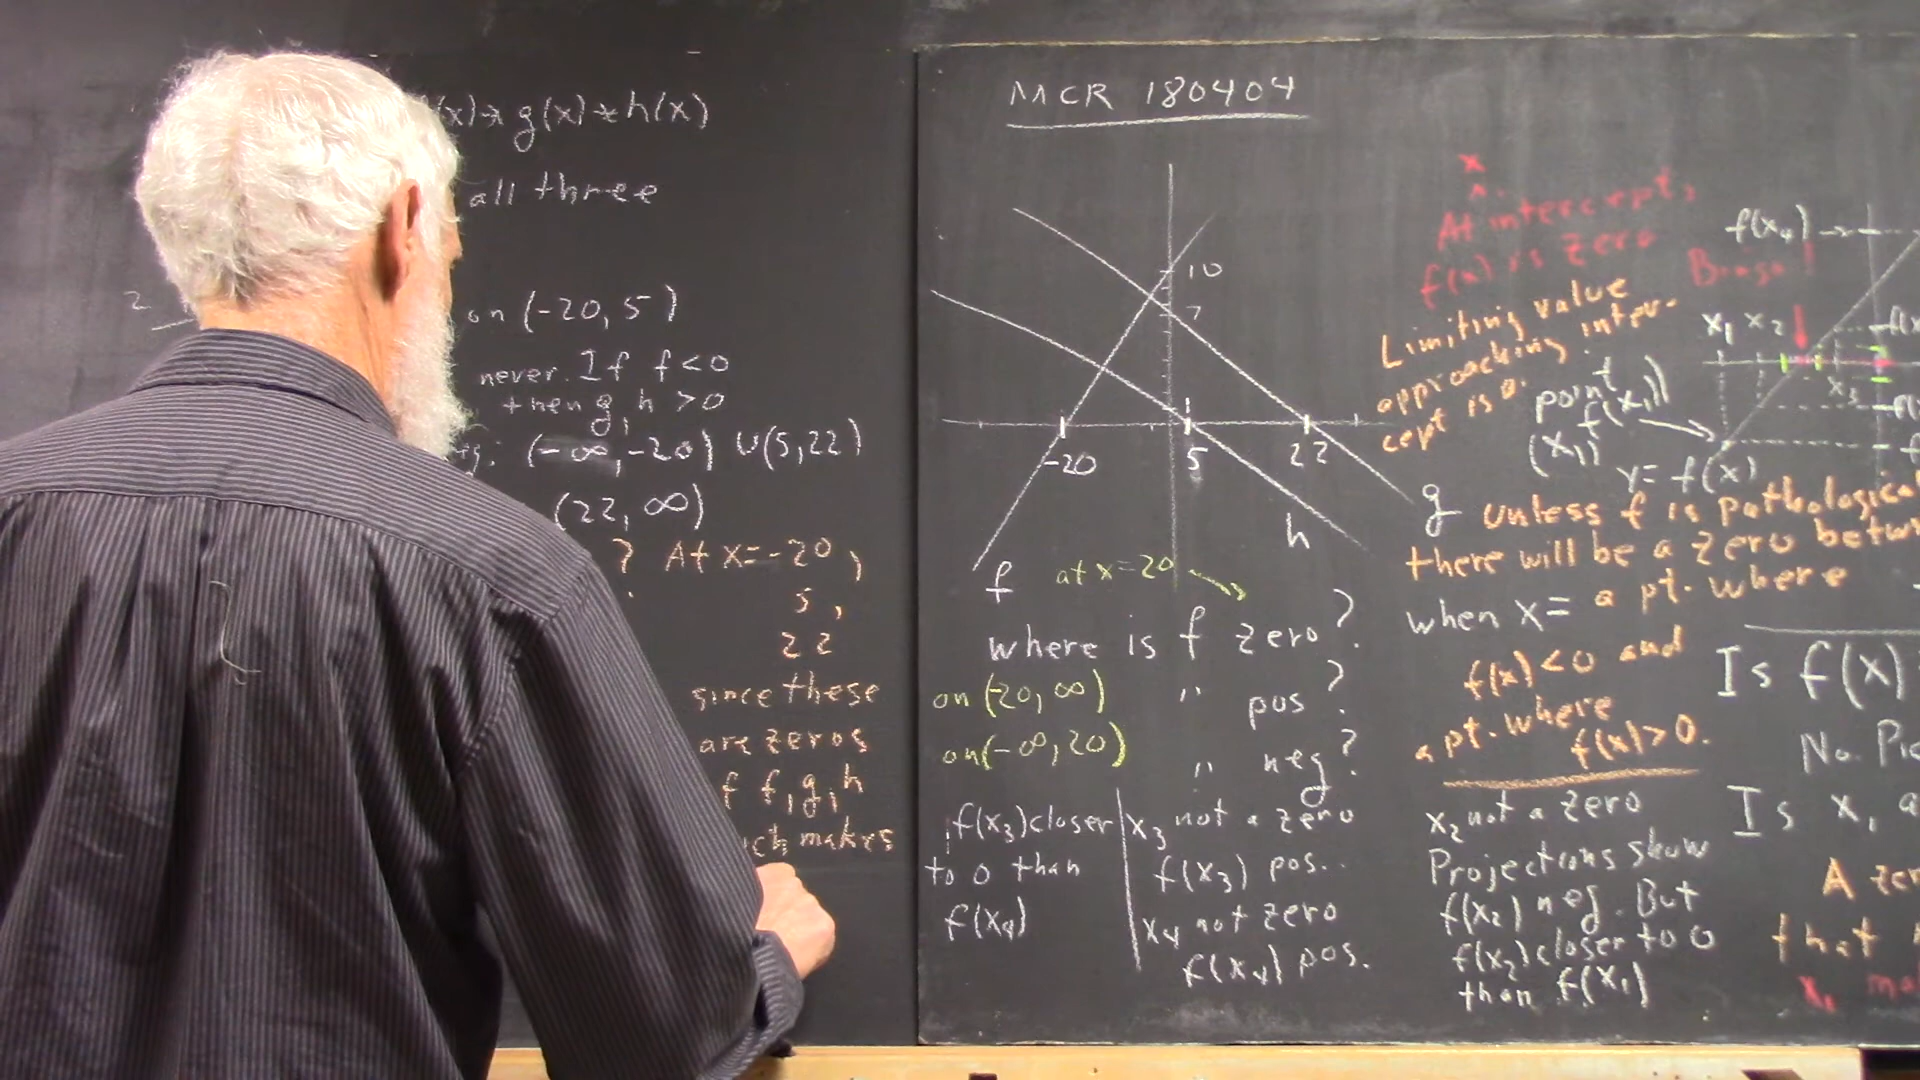 g(x) * h(x)
all three
2
on (-20, 5)
never. If f < 0
then g, h > 0
(-∞, -20) ∪ (5, 22)
(22, ∞)
? At x = -20,
5,
22
since these
are zeros
f, g, h
makes
MCR 180404
10
7
-20
5
22
f
g
h
at x=20
where is f zero?
on (-20, ∞)
" pos?
on (-∞, 20)
" neg?
f(x₃) closer
to 0 than
f(x₄)
x₃ not a zero
f(x₃) pos.
x₄ not zero
f(x₄) pos.
x
At intercept,
f(x) is zero
Limiting value
approaching inter-
cept is 0.
f(x₄)
x₁ x₂
x₃
point
(x₁, f(x₁))
y = f(x)
unless f is pathological
there will be a zero betw
when x = a pt. where
f(x) < 0 and
a pt. where
f(x) > 0.
x₂ not a zero
Projections show
f(x₂) neg. But
f(x₂) closer to 0
than f(x₁)
Is f(x)
No. Pic
Is x₁ a
A zer
that
x₁